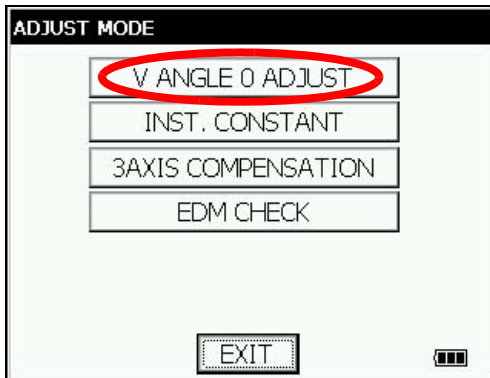 ADJUST MODE
V ANGLE 0 ADJUST
INST. CONSTANT
3AXIS COMPENSATION
EDM CHECK
EXIT